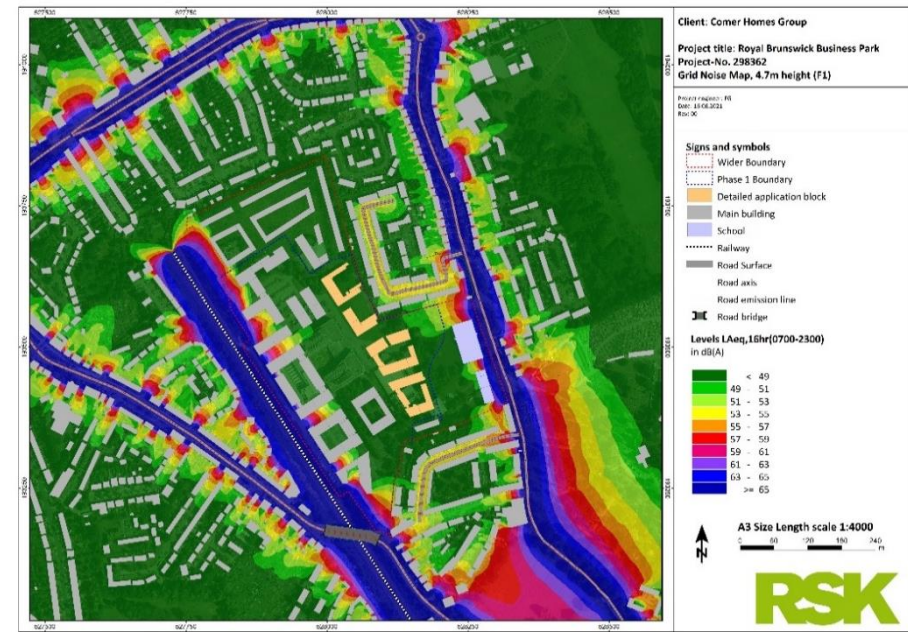 Client: Comer Homes Group
Project title: Royal Brunswick Business Park
Project-No. 298362
Grid Noise Map, 4.7m height (F1)
Rev: 00
Signs and symbols
Wider Boundary
Phase 1 Boundary
Detailed application block
Main building
School
Railway
Road Surface
Road axis
Road emission line
Road bridge
Levels LAeq,16hr(0700-2300)
in dB(A)
< 49
49 - 51
51 - 53
53 - 55
55 - 57
57 - 59
59 - 61
61 - 63
63 - 65
>= 65
A3 Size Length scale 1:4000
0 60 120 180 240
m
N
RSK